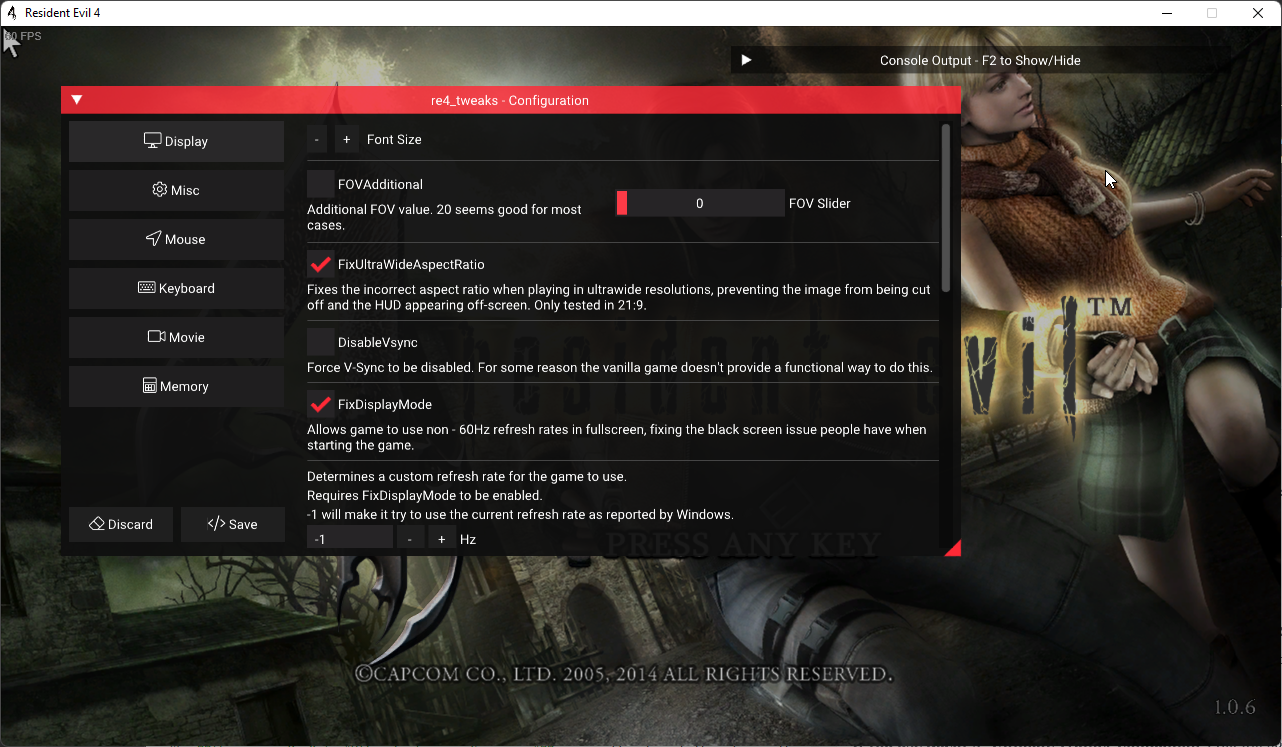 Resident Evil 4
60 FPS
Console Output - F2 to Show/Hide
re4_tweaks - Configuration
Display
Misc
Mouse
Keyboard
Movie
Memory
Discard
Save
- + Font Size
FOVAdditional
Additional FOV value. 20 seems good for most
cases.
0 FOV Slider
FixUltraWideAspectRatio
Fixes the incorrect aspect ratio when playing in ultrawide resolutions, preventing the image from being cut
off and the HUD appearing off-screen. Only tested in 21:9.
DisableVsync
Force V-Sync to be disabled. For some reason the vanilla game doesn't provide a functional way to do this.
FixDisplayMode
Allows game to use non - 60Hz refresh rates in fullscreen, fixing the black screen issue people have when
starting the game.
Determines a custom refresh rate for the game to use.
Requires FixDisplayMode to be enabled.
-1 will make it try to use the current refresh rate as reported by Windows.
-1 - + Hz
resident evil TM
PRESS ANY KEY
©CAPCOM CO., LTD. 2005, 2014 ALL RIGHTS RESERVED.
1.0.6